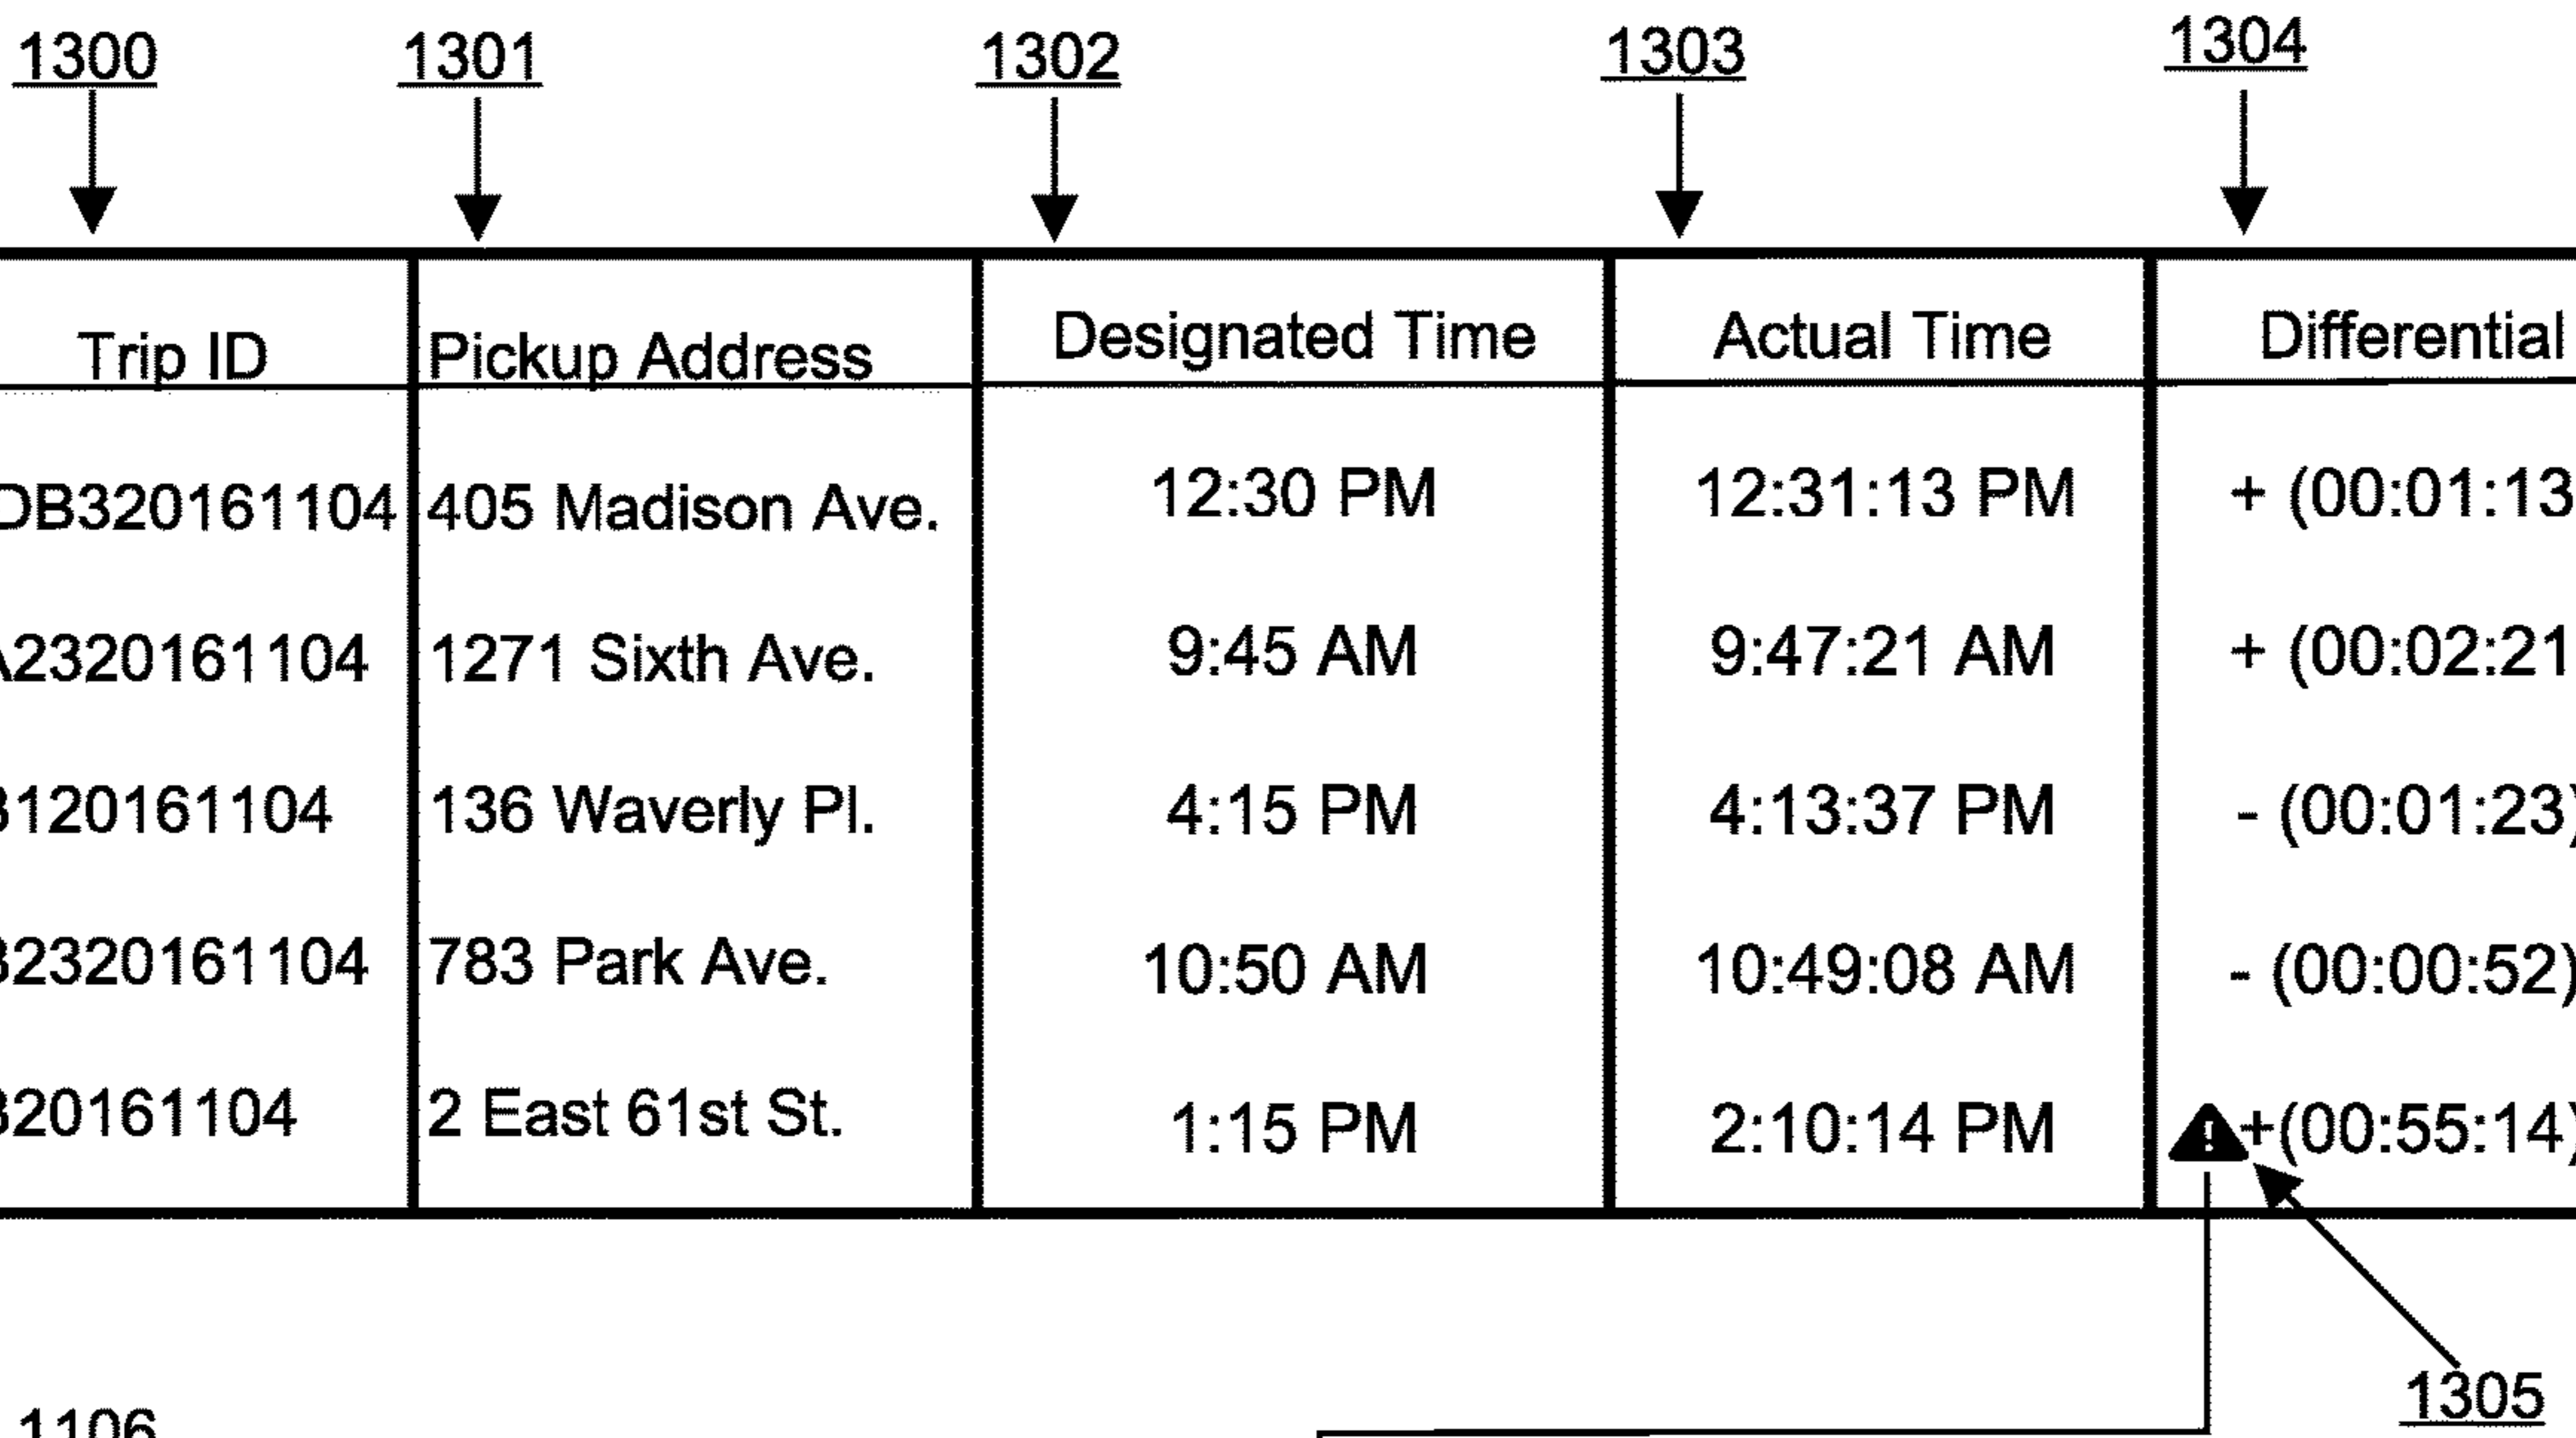 1300 1301 1302 1303 1304
Trip ID Pickup Address Designated Time Actual Time Differential
DB320161104 405 Madison Ave. 12:30 PM 12:31:13 PM + (00:01:13
A2320161104 1271 Sixth Ave. 9:45 AM 9:47:21 AM + (00:02:21
3120161104 136 Waverly Pl. 4:15 PM 4:13:37 PM - (00:01:23)
32320161104 783 Park Ave. 10:50 AM 10:49:08 AM - (00:00:52)
320161104 2 East 61st St. 1:15 PM 2:10:14 PM ! +(00:55:14)
1305
1106